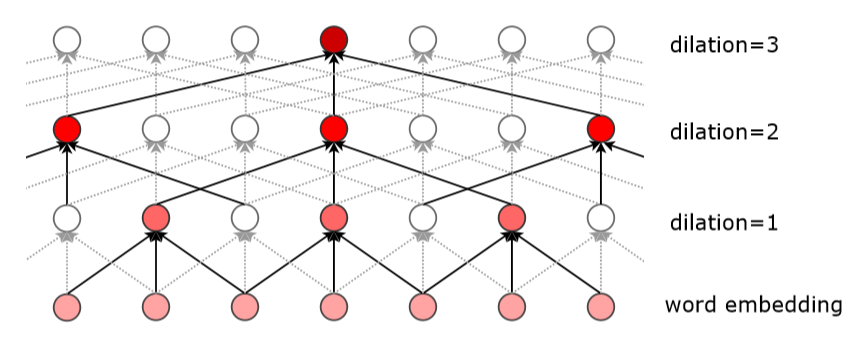 dilation=3
dilation=2
dilation=1
word embedding